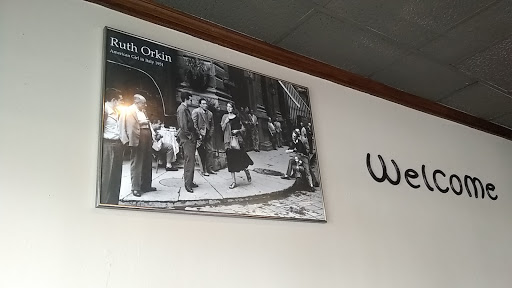 Ruth Orkin
American Girl in Italy 1951
Welcome